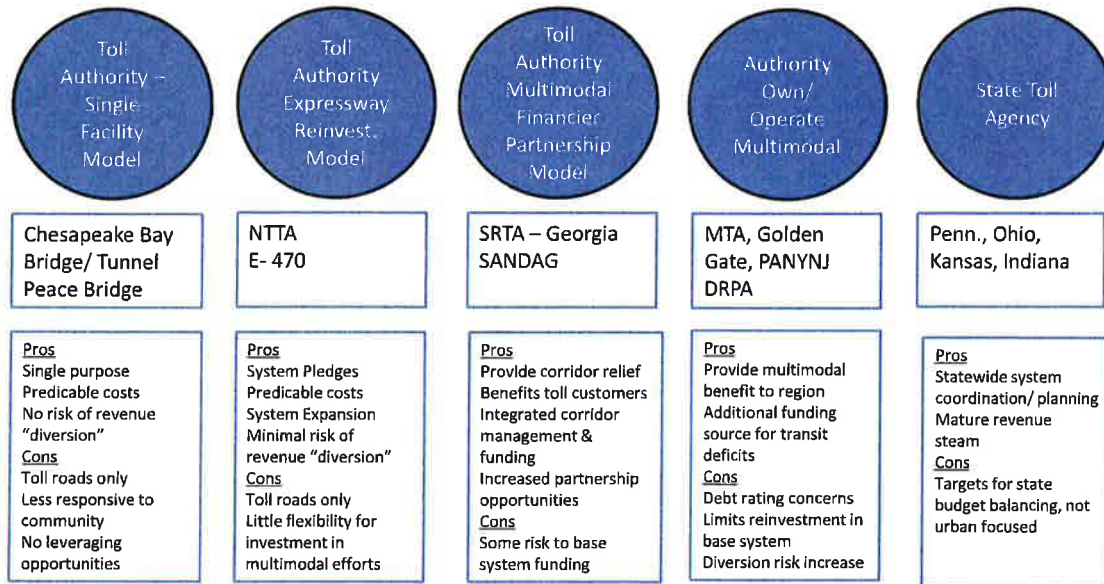 Toll
Authority –
Single
Facility
Model
Toll
Authority
Expressway
Reinvest.
Model
Toll
Authority
Multimodal
Financier
Partnership
Model
Authority
Own/
Operate
Multimodal
State Toll
Agency
Chesapeake Bay
Bridge/ Tunnel
Peace Bridge
NTTA
E- 470
SRTA – Georgia
SANDAG
MTA, Golden
Gate, PANYNJ
DRPA
Penn., Ohio,
Kansas, Indiana
Pros
Single purpose
Predicable costs
No risk of revenue
"diversion"
Cons
Toll roads only
Less responsive to
community
No leveraging
opportunities
Pros
System Pledges
Predicable costs
System Expansion
Minimal risk of
revenue "diversion"
Cons
Toll roads only
Little flexibility for
investment in
multimodal efforts
Pros
Provide corridor relief
Benefits toll customers
Integrated corridor
management &
funding
Increased partnership
opportunities
Cons
Some risk to base
system funding
Pros
Provide multimodal
benefit to region
Additional funding
source for transit
deficits
Cons
Debt rating concerns
Limits reinvestment in
base system
Diversion risk increase
Pros
Statewide system
coordination/ planning
Mature revenue
steam
Cons
Targets for state
budget balancing, not
urban focused